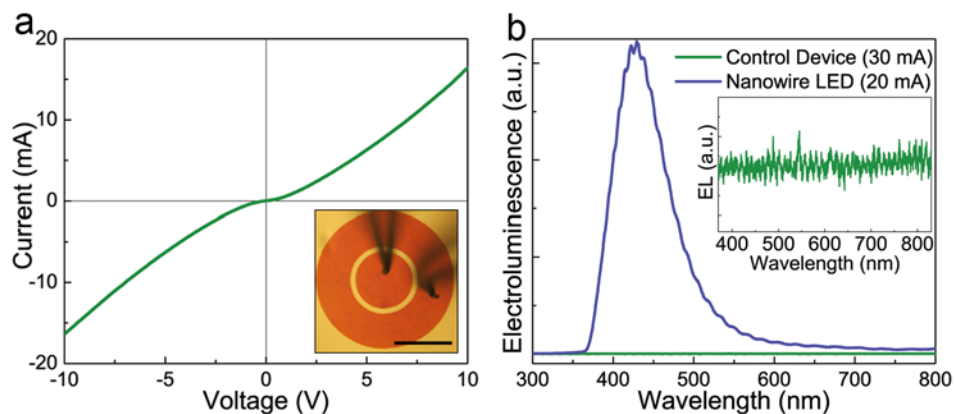 a
20
10
0
-10
-20
-10
-5
0
5
10
Current (mA)
Voltage (V)
b
Control Device (30 mA)
Nanowire LED (20 mA)
Electroluminescence (a.u.)
300
400
500
600
700
800
Wavelength (nm)
EL (a.u.)
400
500
600
700
800
Wavelength (nm)